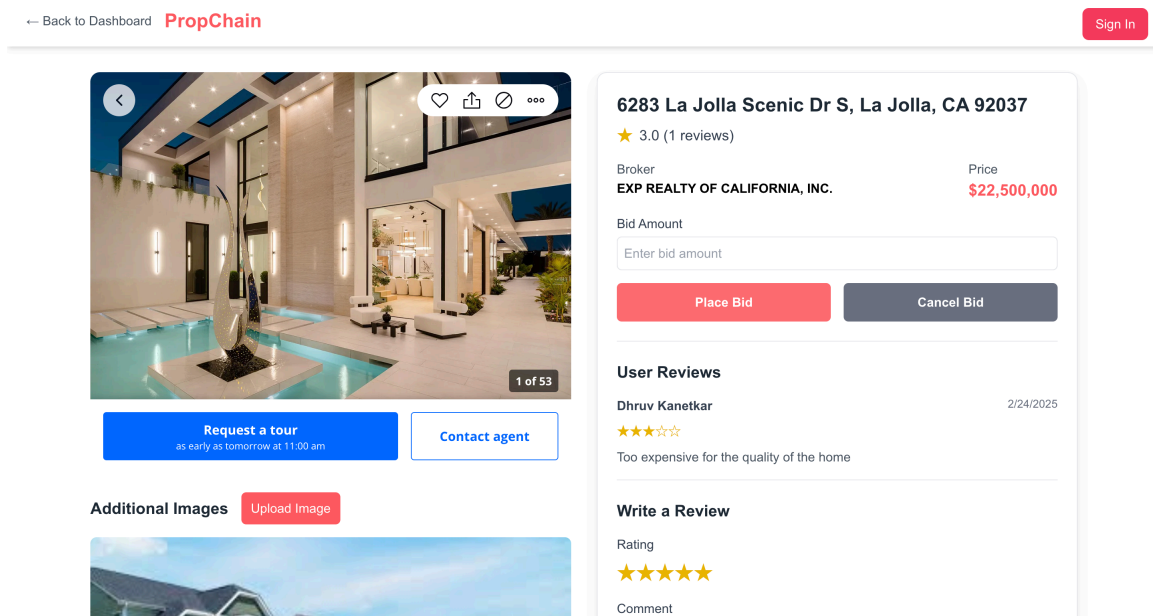 ← Back to Dashboard PropChain
Sign In
1 of 53
Request a tour
as early as tomorrow at 11:00 am
Contact agent
Additional Images
Upload Image
6283 La Jolla Scenic Dr S, La Jolla, CA 92037
★ 3.0 (1 reviews)
Broker
EXP REALTY OF CALIFORNIA, INC.
Price
$22,500,000
Bid Amount
Enter bid amount
Place Bid
Cancel Bid
User Reviews
Dhruv Kanetkar
2/24/2025
★★★☆☆
Too expensive for the quality of the home
Write a Review
Rating
★★★★★
Comment